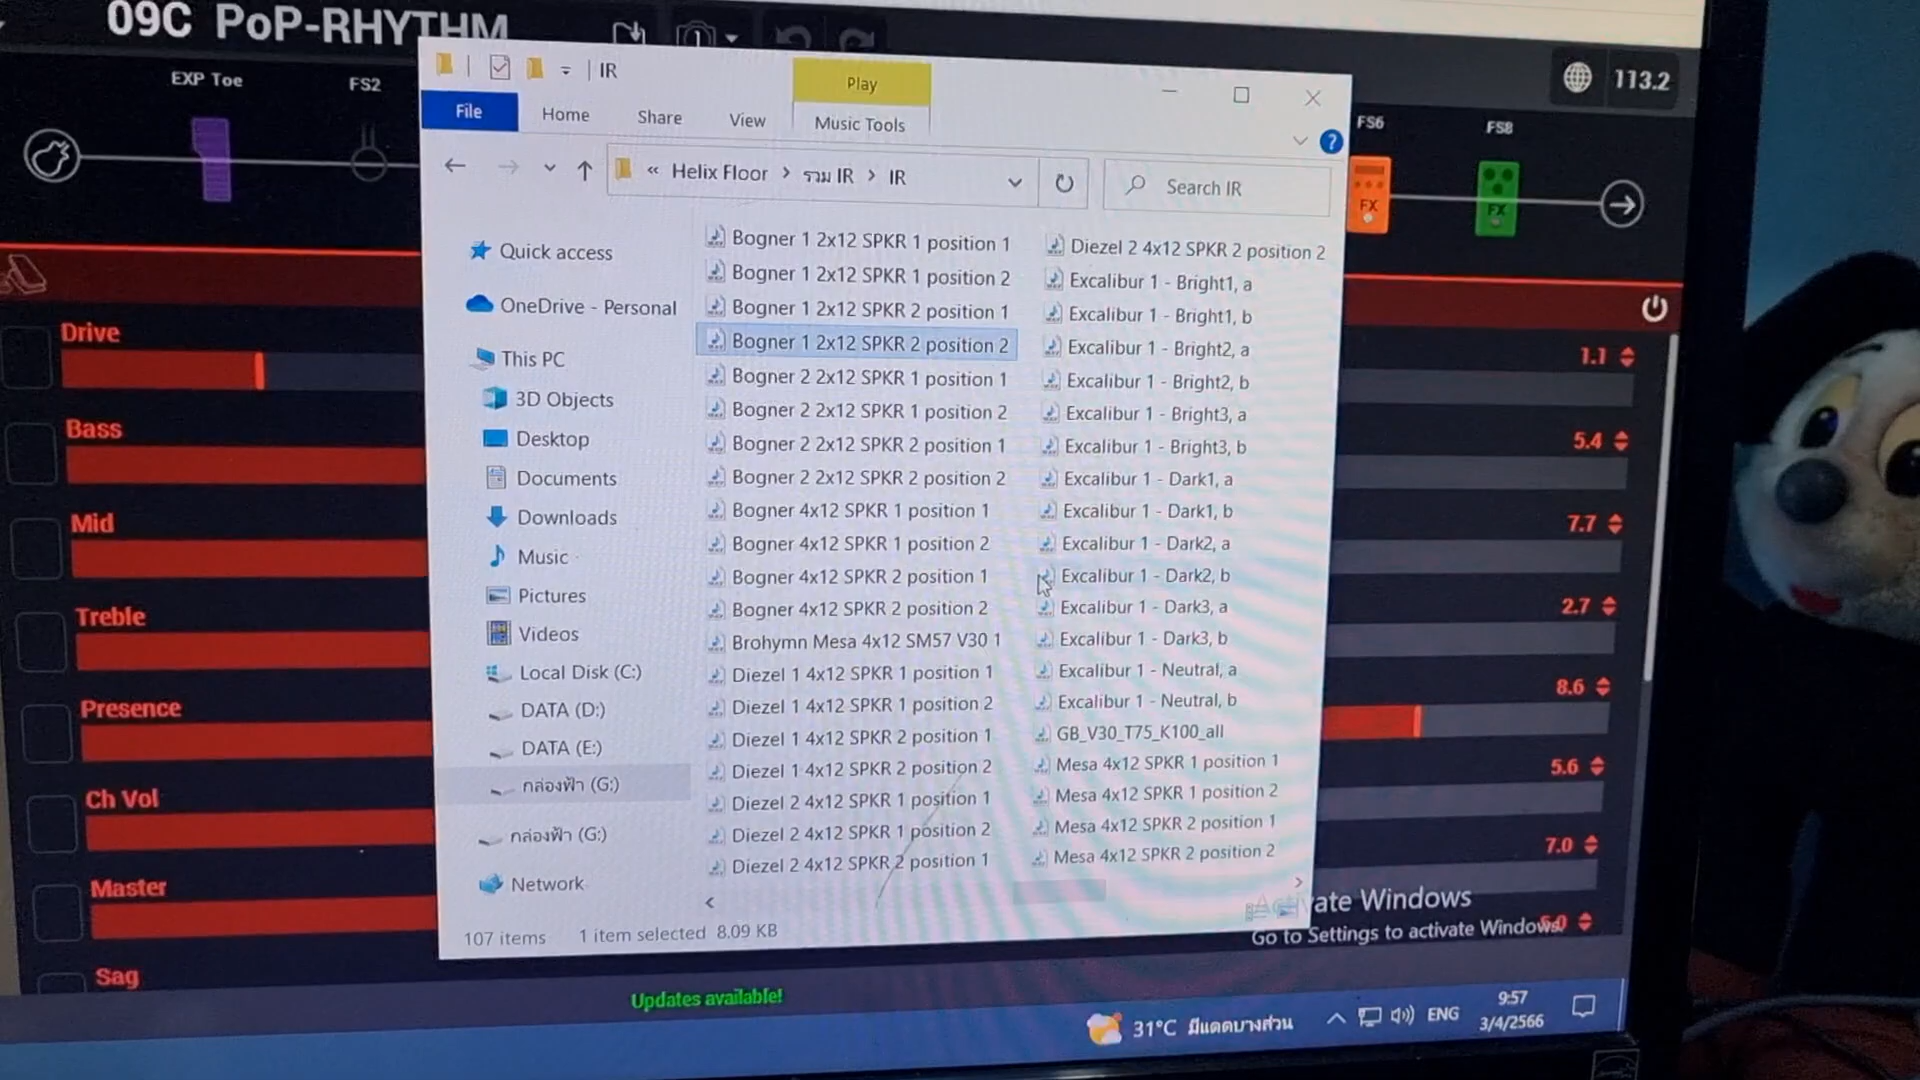 09C PoP-RHYTHM
EXP Toe
FS2
IR
Play
File
Home
Share
View
Music Tools
« Helix Floor > รวม IR > IR
Search IR
113.2
FS6
FS8
FX
FX
Quick access
OneDrive - Personal
This PC
3D Objects
Desktop
Documents
Downloads
Music
Pictures
Videos
Local Disk (C:)
DATA (D:)
DATA (E:)
กล่องฟ้า (G:)
กล่องฟ้า (G:)
Network
Bogner 1 2x12 SPKR 1 position 1
Bogner 1 2x12 SPKR 1 position 2
Bogner 1 2x12 SPKR 2 position 1
Bogner 1 2x12 SPKR 2 position 2
Bogner 2 2x12 SPKR 1 position 1
Bogner 2 2x12 SPKR 1 position 2
Bogner 2 2x12 SPKR 2 position 1
Bogner 2 2x12 SPKR 2 position 2
Bogner 4x12 SPKR 1 position 1
Bogner 4x12 SPKR 1 position 2
Bogner 4x12 SPKR 2 position 1
Bogner 4x12 SPKR 2 position 2
Brohymn Mesa 4x12 SM57 V30 1
Diezel 1 4x12 SPKR 1 position 1
Diezel 1 4x12 SPKR 1 position 2
Diezel 1 4x12 SPKR 2 position 1
Diezel 1 4x12 SPKR 2 position 2
Diezel 2 4x12 SPKR 1 position 1
Diezel 2 4x12 SPKR 1 position 2
Diezel 2 4x12 SPKR 2 position 1
Diezel 2 4x12 SPKR 2 position 2
Excalibur 1 - Bright1, a
Excalibur 1 - Bright1, b
Excalibur 1 - Bright2, a
Excalibur 1 - Bright2, b
Excalibur 1 - Bright3, a
Excalibur 1 - Bright3, b
Excalibur 1 - Dark1, a
Excalibur 1 - Dark1, b
Excalibur 1 - Dark2, a
Excalibur 1 - Dark2, b
Excalibur 1 - Dark3, a
Excalibur 1 - Dark3, b
Excalibur 1 - Neutral, a
Excalibur 1 - Neutral, b
GB_V30_T75_K100_all
Mesa 4x12 SPKR 1 position 1
Mesa 4x12 SPKR 1 position 2
Mesa 4x12 SPKR 2 position 1
Mesa 4x12 SPKR 2 position 2
107 items
1 item selected 8.09 KB
Drive
Bass
Mid
Treble
Presence
Ch Vol
Master
Sag
1.1
5.4
7.7
2.7
8.6
5.6
7.0
Activate Windows
Go to Settings to activate Windows.
Updates available!
31°C มีแดดบางส่วน
ENG
9:57
3/4/2566